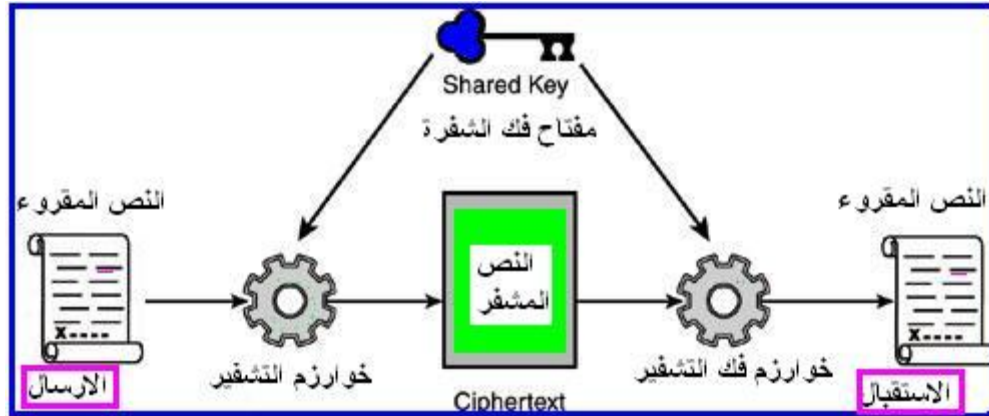 Shared Key
مفتاح فك الشفرة
النص المقروء
النص المقروء
النص
المشفر
x----
x----
خوارزم التشفير
خوارزم فك التشفير
الارسال
الاستقبال
Ciphertext